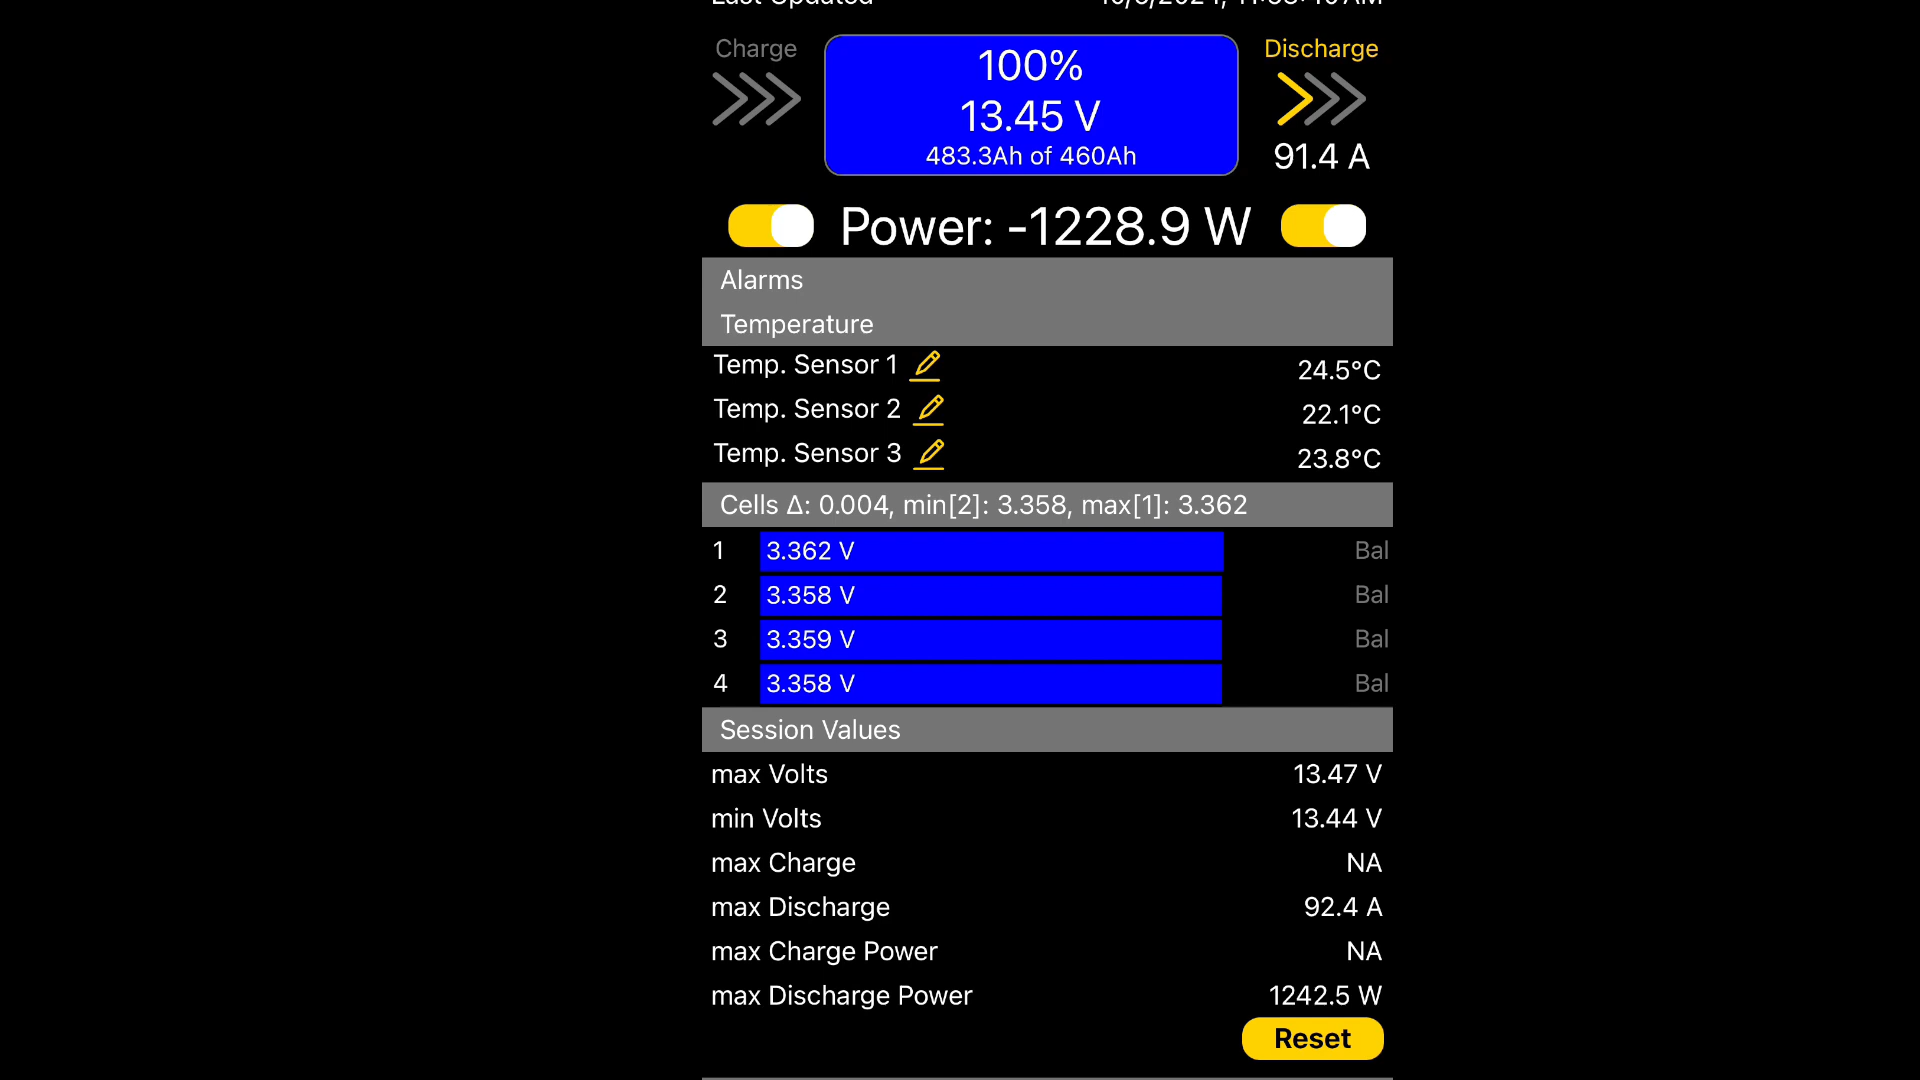 Last Updated
Charge
100%
Discharge
13.45 V
483.3Ah of 460Ah
91.4 A
Power: -1228.9 W
Alarms
Temperature
Temp. Sensor 1 24.5°C
Temp. Sensor 2 22.1°C
Temp. Sensor 3 23.8°C
Cells Δ: 0.004, min[2]: 3.358, max[1]: 3.362
1 3.362 V Bal
2 3.358 V Bal
3 3.359 V Bal
4 3.358 V Bal
Session Values
max Volts 13.47 V
min Volts 13.44 V
max Charge NA
max Discharge 92.4 A
max Charge Power NA
max Discharge Power 1242.5 W
Reset